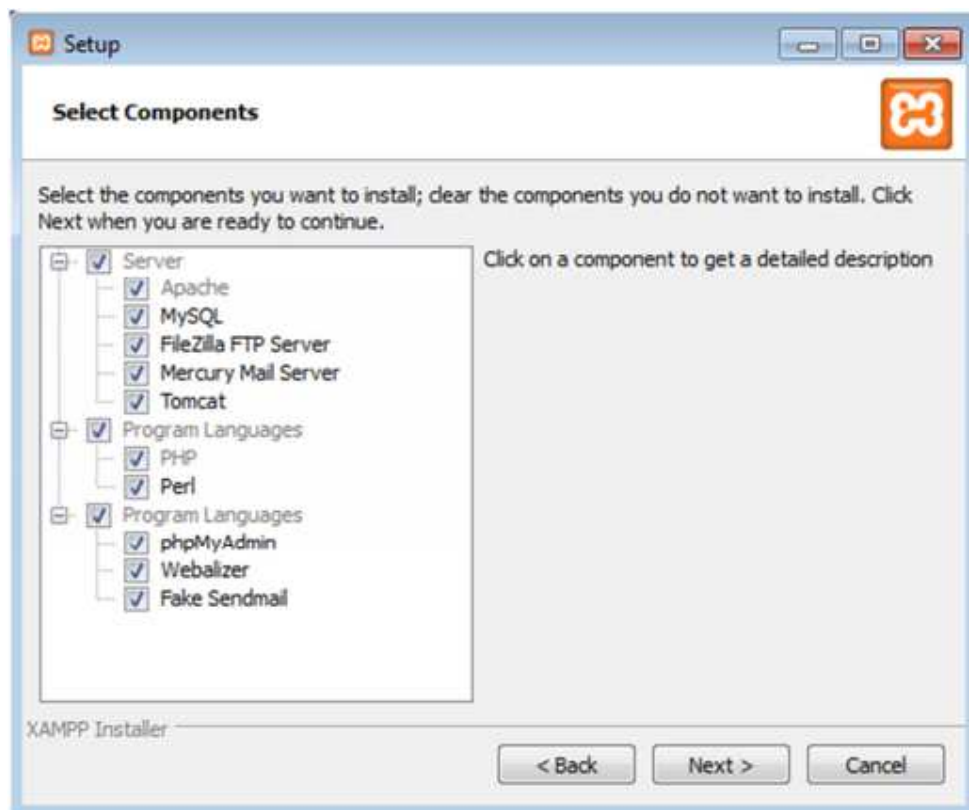 Setup
Select Components
Select the components you want to install; clear the components you do not want to install. Click
Next when you are ready to continue.
Server
Apache
MySQL
FileZilla FTP Server
Mercury Mail Server
Tomcat
Program Languages
PHP
Perl
Program Languages
phpMyAdmin
Webalizer
Fake Sendmail
Click on a component to get a detailed description
XAMPP Installer
< Back
Next >
Cancel